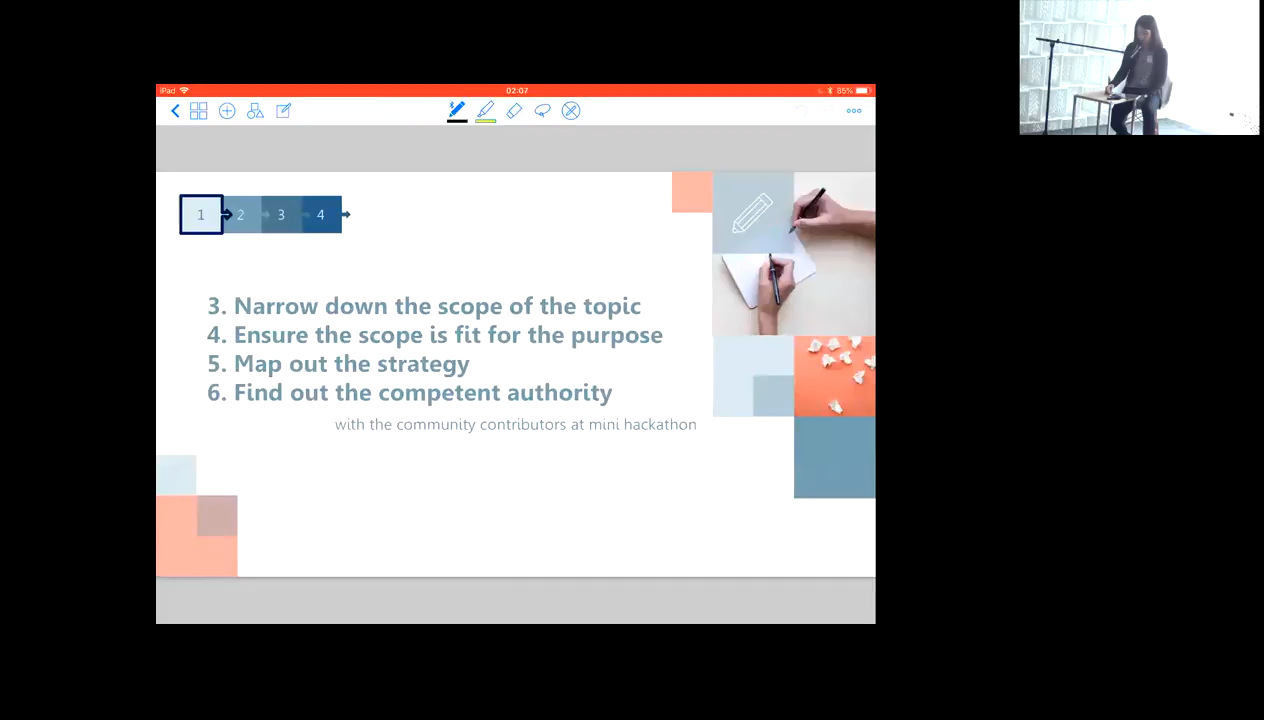 iPad
02:07
85%
1
2
3
4
3. Narrow down the scope of the topic
4. Ensure the scope is fit for the purpose
5. Map out the strategy
6. Find out the competent authority
with the community contributors at mini hackathon